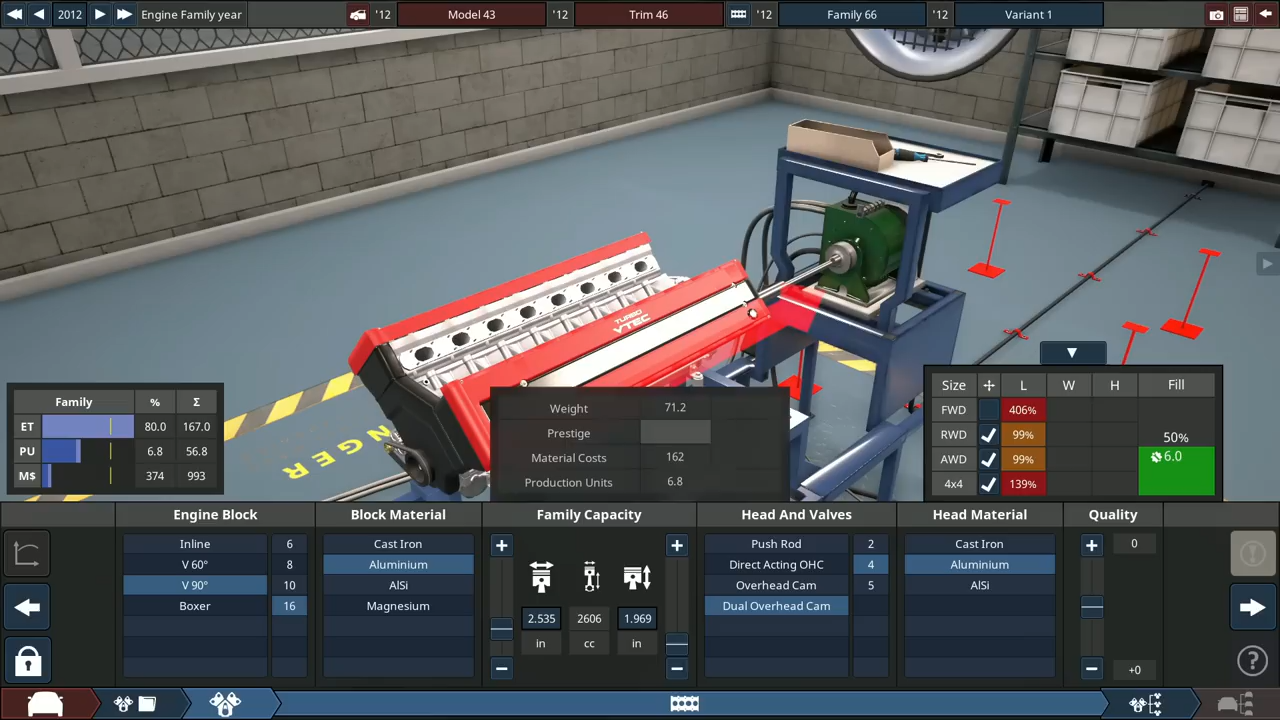 2012 Engine Family year '12 Model 43 '12 Trim 46 '12 Family 66 '12 Variant 1
TURBO
VTEC
NGER
Family % Σ
ET 80.0 167.0
PU 6.8 56.8
M$ 374 993
Weight 71.2
Prestige
Material Costs 162
Production Units 6.8
Size L W H Fill
FWD 406%
RWD 99%
AWD 99%
4x4 139%
50%
6.0
Engine Block
Inline 6
V 60° 8
V 90° 10
Boxer 16
Block Material
Cast Iron
Aluminium
AlSi
Magnesium
Family Capacity
2.535 2606 1.969
in cc in
Head And Valves
Push Rod 2
Direct Acting OHC 4
Overhead Cam 5
Dual Overhead Cam
Head Material
Cast Iron
Aluminium
AlSi
Quality
0
+0